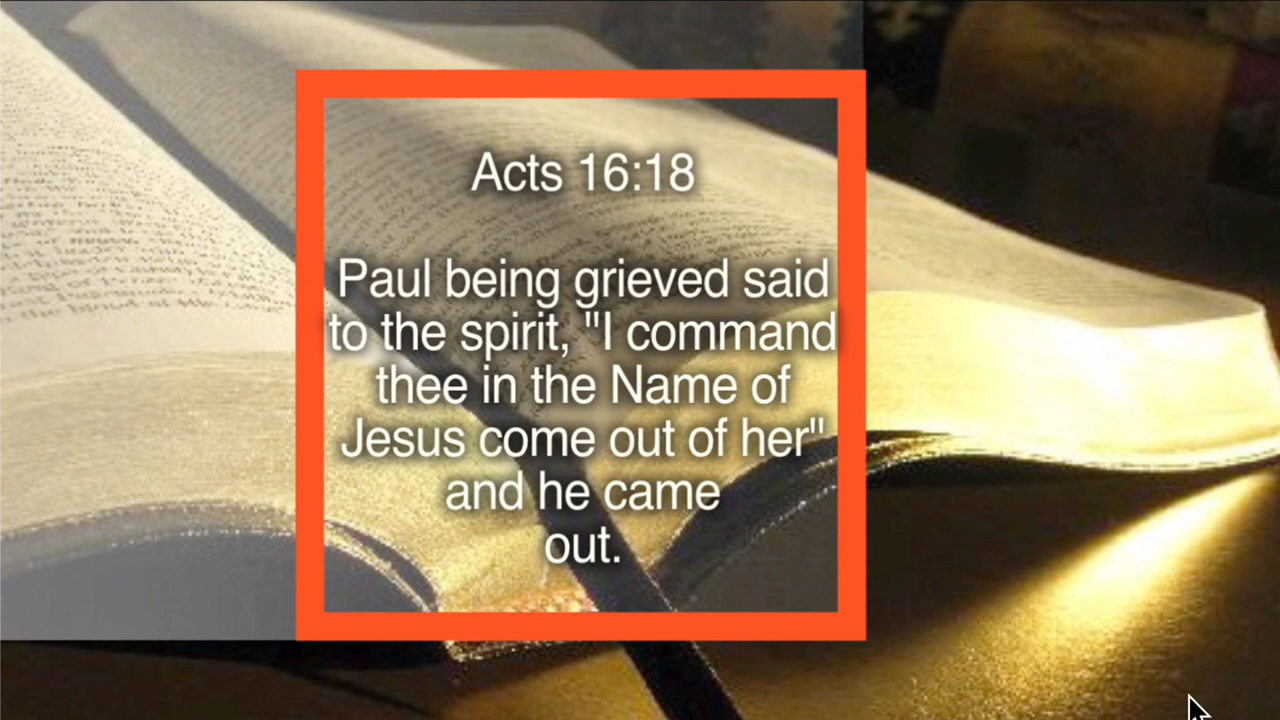 Acts 16:18
Paul being grieved said
to the spirit, "I command
thee in the Name of
Jesus come out of her"
and he came
out.